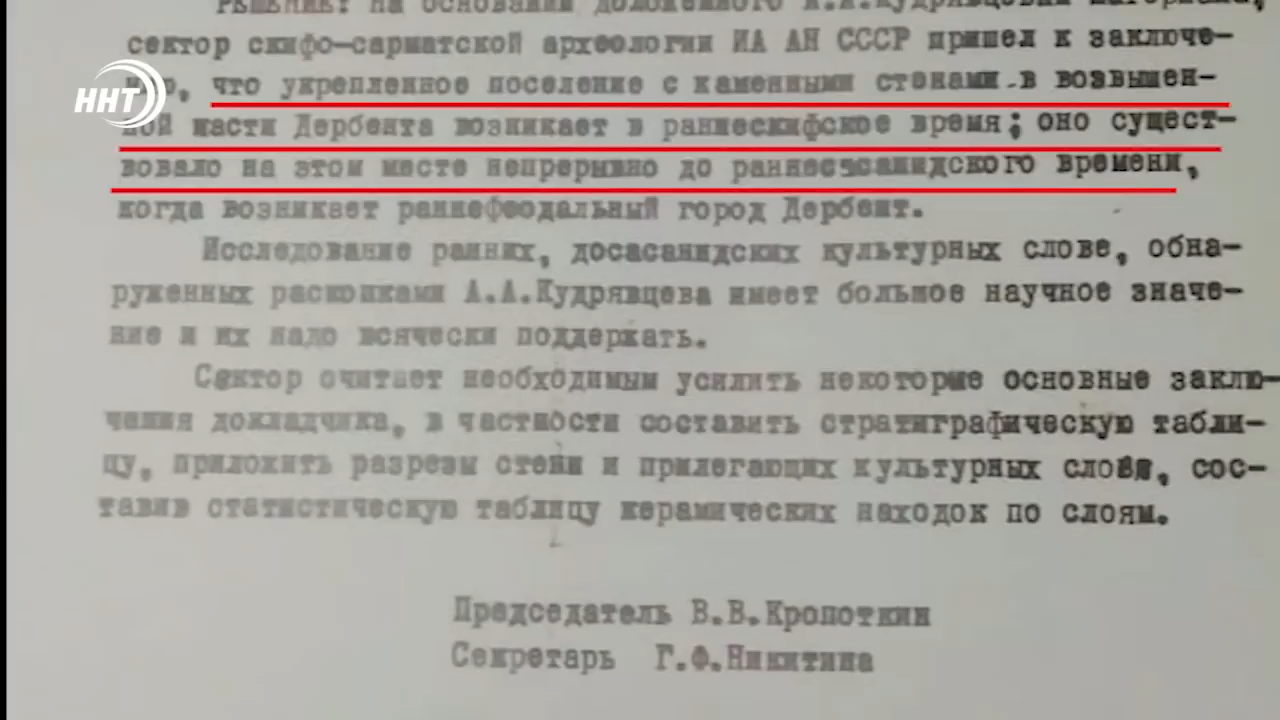 РЕШЕНИЕ: на основании доложенного А.А.Кудрявцевым материала,
сектор скифо-сарматской археологии ИА АН СССР пришел к заключе-
ННТ
что укрепленное поселение с каменными стенами в возвышен-
ной части Дербента возникает в раннескифское время; оно сущест-
вовало на этом месте непрерывно до раннесасанидского времени,
когда возникает раннефеодальный город Дербент.
Исследование ранних, досасанидских культурных слове, обна-
руженных раскопками А.А.Кудрявцева имеет большое научное значе-
ние и их надо всячески поддержать.
Сектор считает необходимым усилить некоторые основные заклю-
чения докладчика, в частности составить стратиграфическую табли-
цу, приложить разрезы стены и прилегающих культурных слоёв, сос-
тавив статистическую таблицу керамических находок по слоям.
Председатель В.В.Кропоткин
Секретарь Г.Ф.Никитина